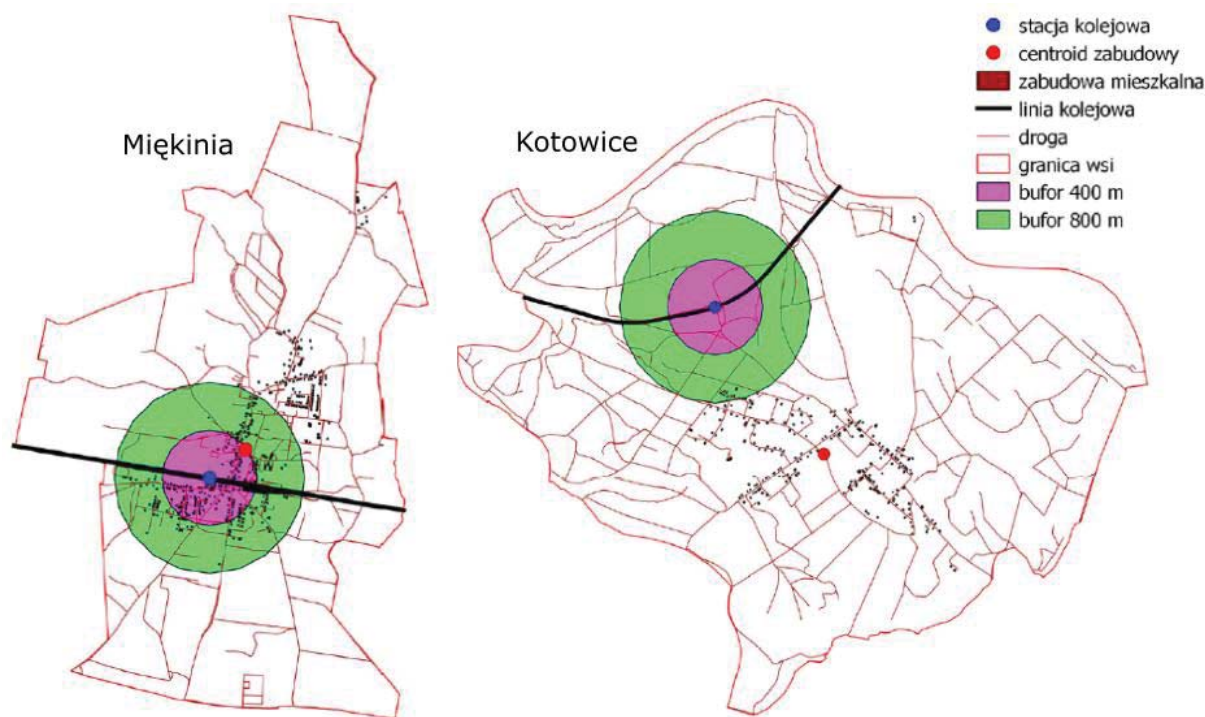 Miękinia
Kotowice
stacja kolejowa
centroid zabudowy
zabudowa mieszkalna
linia kolejowa
droga
granica wsi
bufor 400 m
bufor 800 m